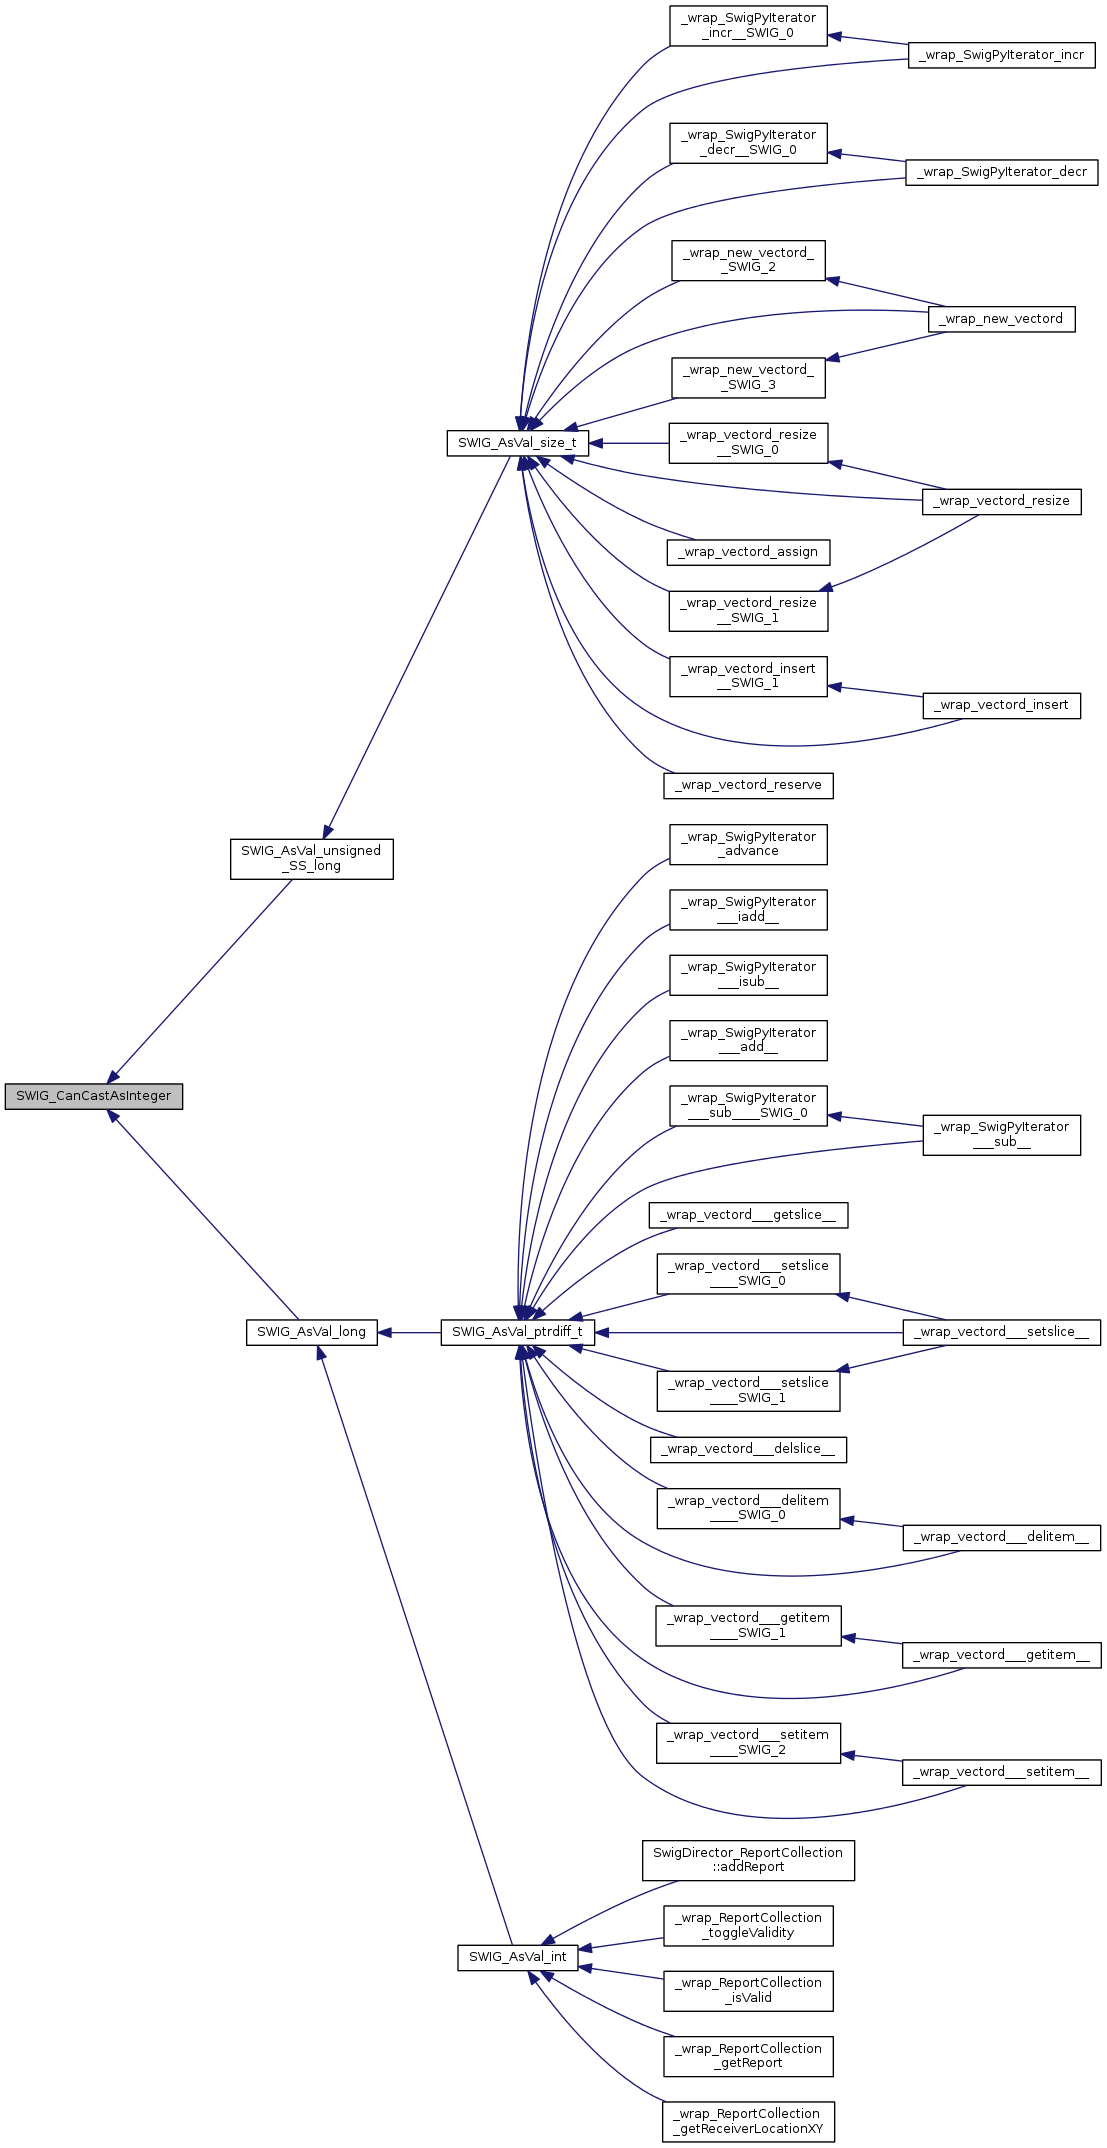 _wrap_SwigPyIterator
_incr__SWIG_0
_wrap_SwigPyIterator_incr
_wrap_SwigPyIterator
_decr__SWIG_0
_wrap_SwigPyIterator_decr
_wrap_new_vectord_
_SWIG_2
_wrap_new_vectord
_wrap_new_vectord_
_SWIG_3
SWIG_AsVal_size_t
_wrap_vectord_resize
__SWIG_0
_wrap_vectord_resize
_wrap_vectord_assign
_wrap_vectord_resize
__SWIG_1
_wrap_vectord_insert
__SWIG_1
_wrap_vectord_insert
_wrap_vectord_reserve
SWIG_AsVal_unsigned
_SS_long
_wrap_SwigPyIterator
_advance
_wrap_SwigPyIterator
___iadd__
_wrap_SwigPyIterator
___isub__
_wrap_SwigPyIterator
___add__
SWIG_CanCastAsInteger
_wrap_SwigPyIterator
___sub____SWIG_0
_wrap_SwigPyIterator
___sub__
_wrap_vectord___getslice__
_wrap_vectord___setslice
____SWIG_0
SWIG_AsVal_long
SWIG_AsVal_ptrdiff_t
_wrap_vectord___setslice__
_wrap_vectord___setslice
____SWIG_1
_wrap_vectord___delslice__
_wrap_vectord___delitem
____SWIG_0
_wrap_vectord___delitem__
_wrap_vectord___getitem
____SWIG_1
_wrap_vectord___getitem__
_wrap_vectord___setitem
____SWIG_2
_wrap_vectord___setitem__
SwigDirector_ReportCollection
::addReport
_wrap_ReportCollection
_toggleValidity
SWIG_AsVal_int
_wrap_ReportCollection
_isValid
_wrap_ReportCollection
_getReport
_wrap_ReportCollection
_getReceiverLocationXY